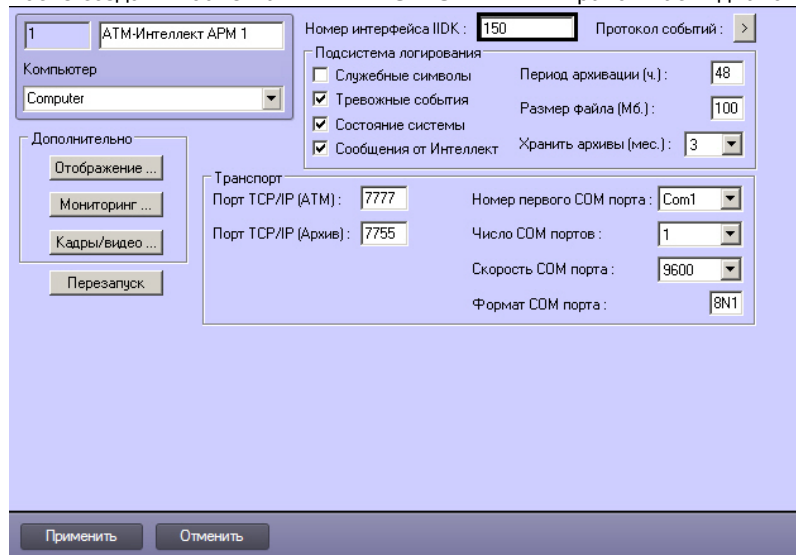 1
АТМ-Интеллект АРМ 1
Компьютер
Computer
Номер интерфейса IIDK :
150
Протокол событий :
>
Подсистема логирования
Служебные символы
Тревожные события
Состояние системы
Сообщения от Интеллект
Период архивации (ч.) :
48
Размер файла (Мб.) :
100
Хранить архивы (мес.) :
3
Дополнительно
Отображение ...
Мониторинг ...
Кадры/видео ...
Перезапуск
Транспорт
Порт TCP/IP (АТМ) :
7777
Порт TCP/IP (Архив) :
7755
Номер первого COM порта :
Com1
Число COM портов :
1
Скорость COM порта :
9600
Формат COM порта :
8N1
Применить
Отменить